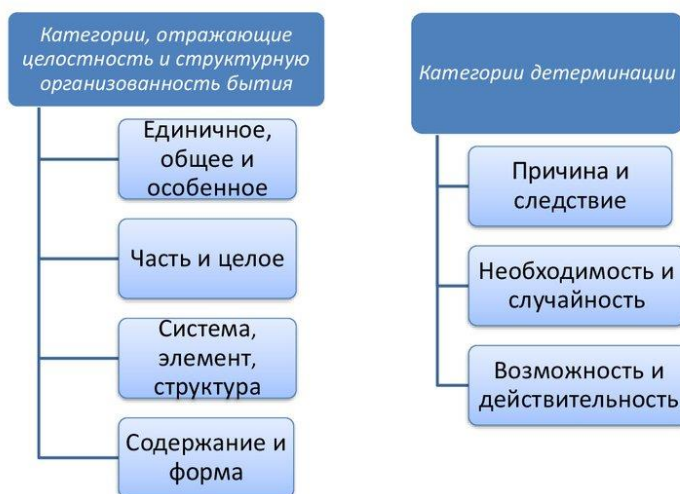 Категории, отражающие
целостность и структурную
организованность бытия
Единичное,
общее и
особенное
Часть и целое
Система,
элемент,
структура
Содержание и
форма
Категории детерминации
Причина и
следствие
Необходимость и
случайность
Возможность и
действительность